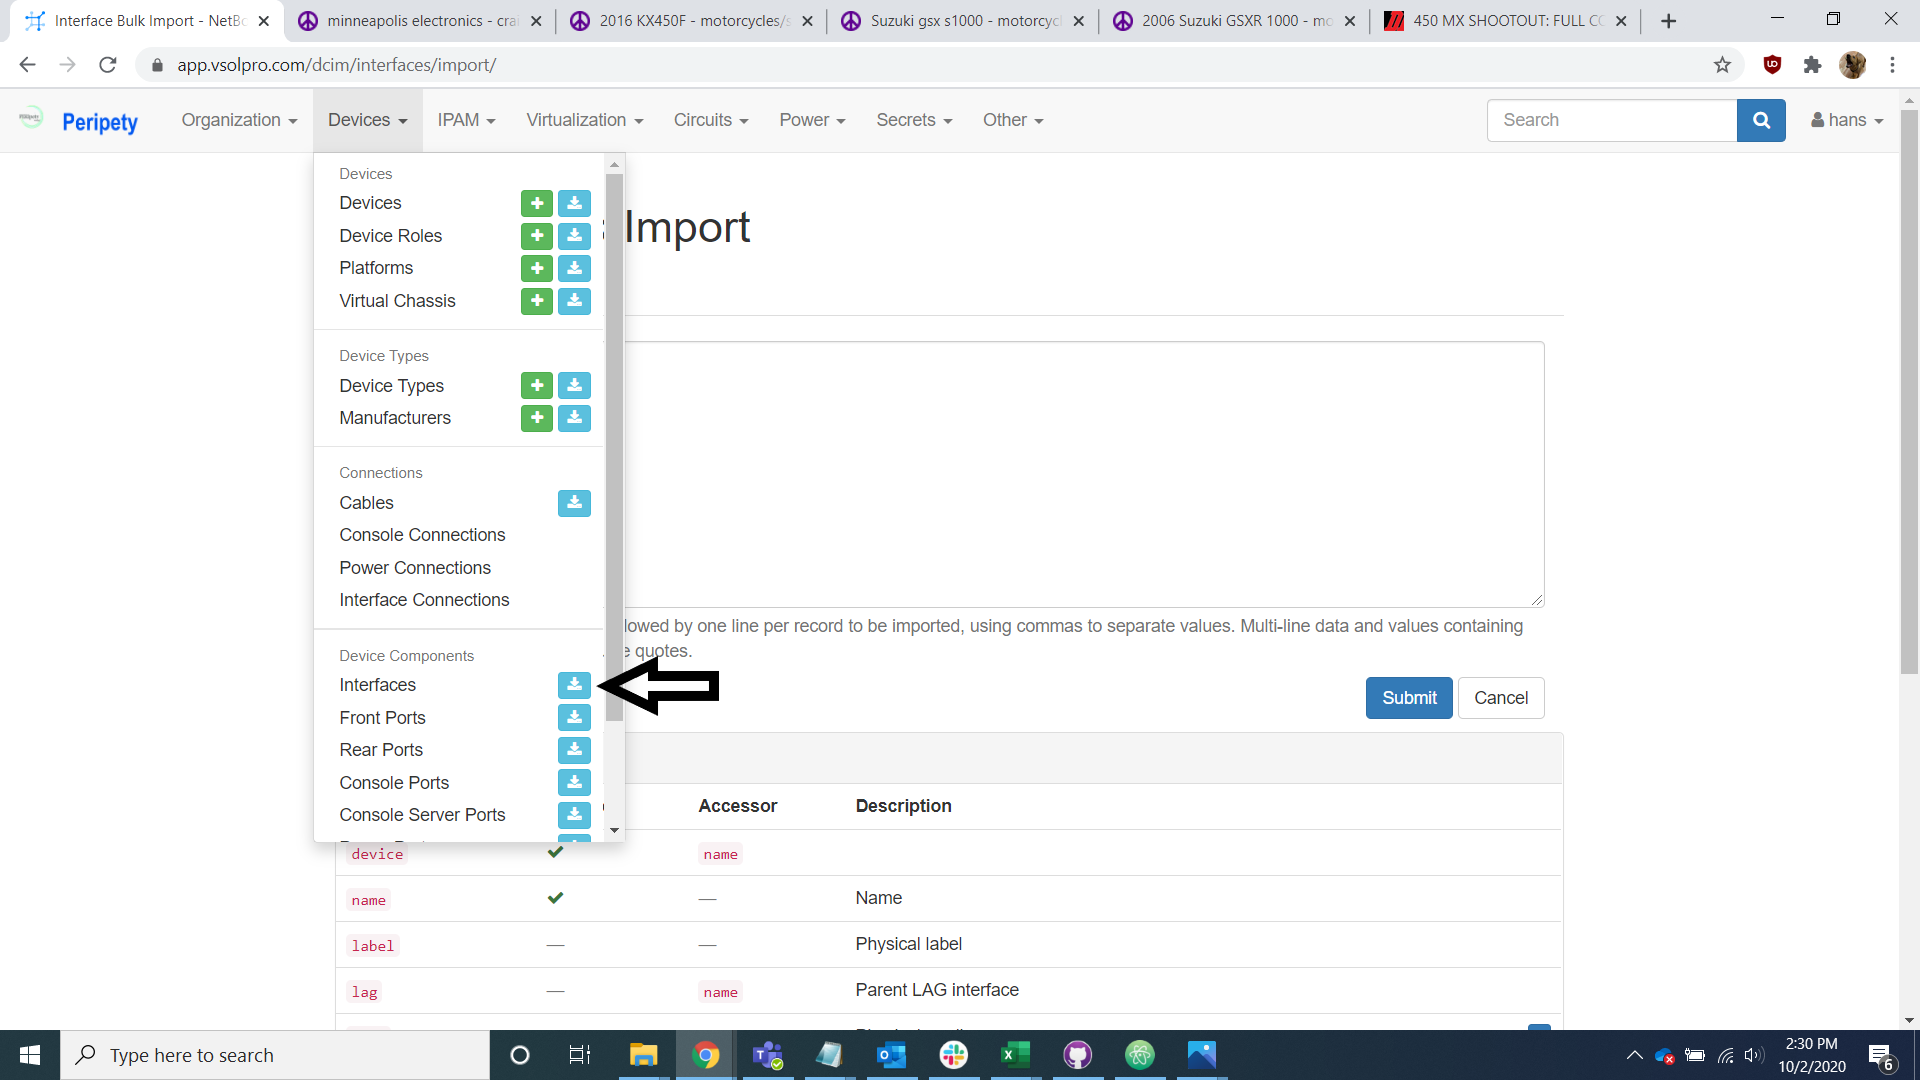 Interface Bulk Import - NetB
minneapolis electronics - crai
2016 KX450F - motorcycles/s
Suzuki gsx s1000 - motorcycl
2006 Suzuki GSXR 1000 - mo
450 MX SHOOTOUT: FULL CO
app.vsolpro.com/dcim/interfaces/import/
Peripety
Organization
Devices
IPAM
Virtualization
Circuits
Power
Secrets
Other
Search
hans
Devices
Devices
Device Roles
Platforms
Virtual Chassis
Device Types
Device Types
Manufacturers
Connections
Cables
Console Connections
Power Connections
Interface Connections
Device Components
Interfaces
Front Ports
Rear Ports
Console Ports
Console Server Ports
Import
lowed by one line per record to be imported, using commas to separate values. Multi-line data and values containing
e quotes.
Submit
Cancel
Accessor Description
device name
name — Name
label — — Physical label
lag — name Parent LAG interface
Type here to search
2:30 PM
10/2/2020
6